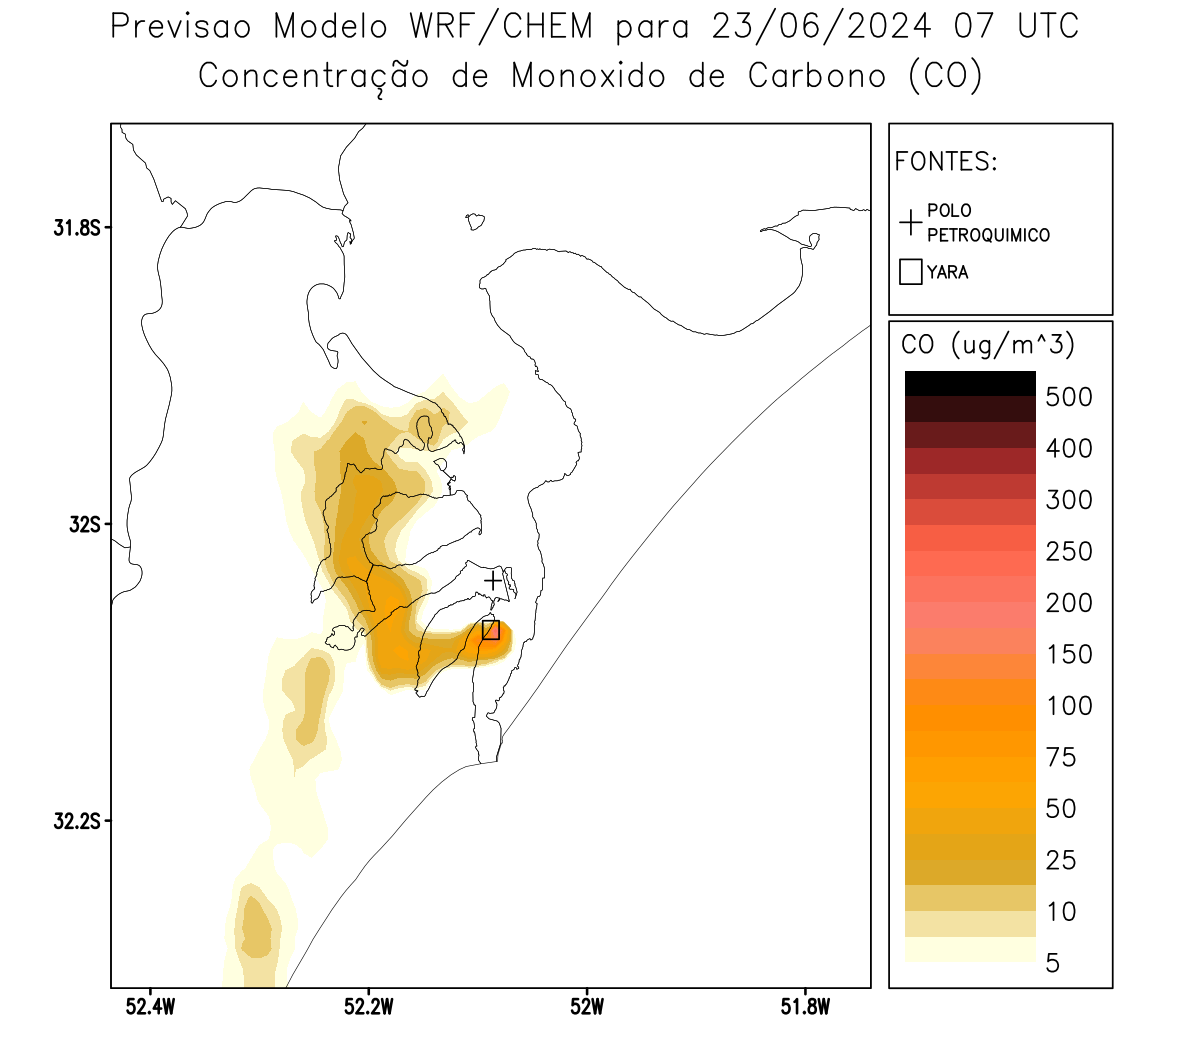 Previsao Modelo WRF/CHEM para 23/06/2024 07 UTC
Concentração de Monoxido de Carbono (CO)
FONTES:
POLO
PETROQUIMICO
YARA
CO (ug/m^3)
500
400
300
250
200
150
100
75
50
25
10
5
31.8S
32S
32.2S
52.4W
52.2W
52W
51.8W